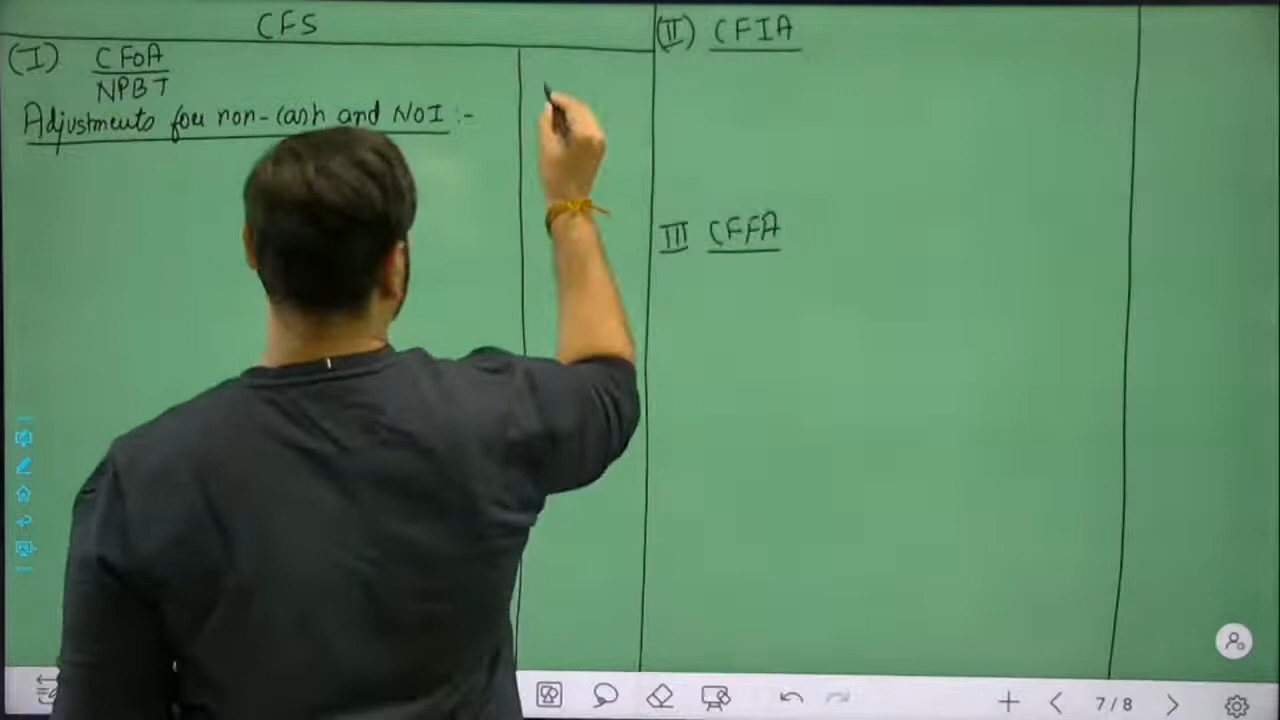 CFS
(I) CFOA
NPBT
Adjustments for non-cash and NOI :-
(II) CFIA
III CFFA
7/8